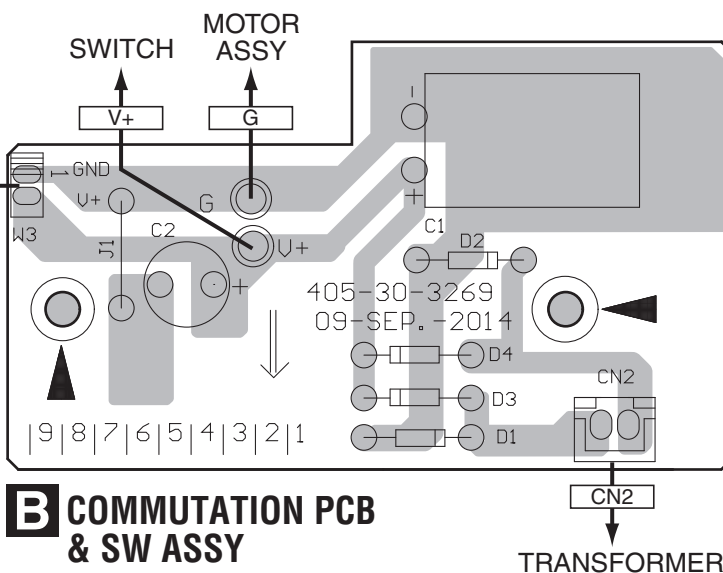 SWITCH
MOTOR
ASSY
V+
G
1
GND
V+
G
W3
J1
C2
+
V+
-
+
C1
D2
405-30-3269
09-SEP.-2014
D4
CN2
D3
D1
|9|8|7|6|5|4|3|2|1
CN2
B COMMUTATION PCB
& SW ASSY
TRANSFORMER